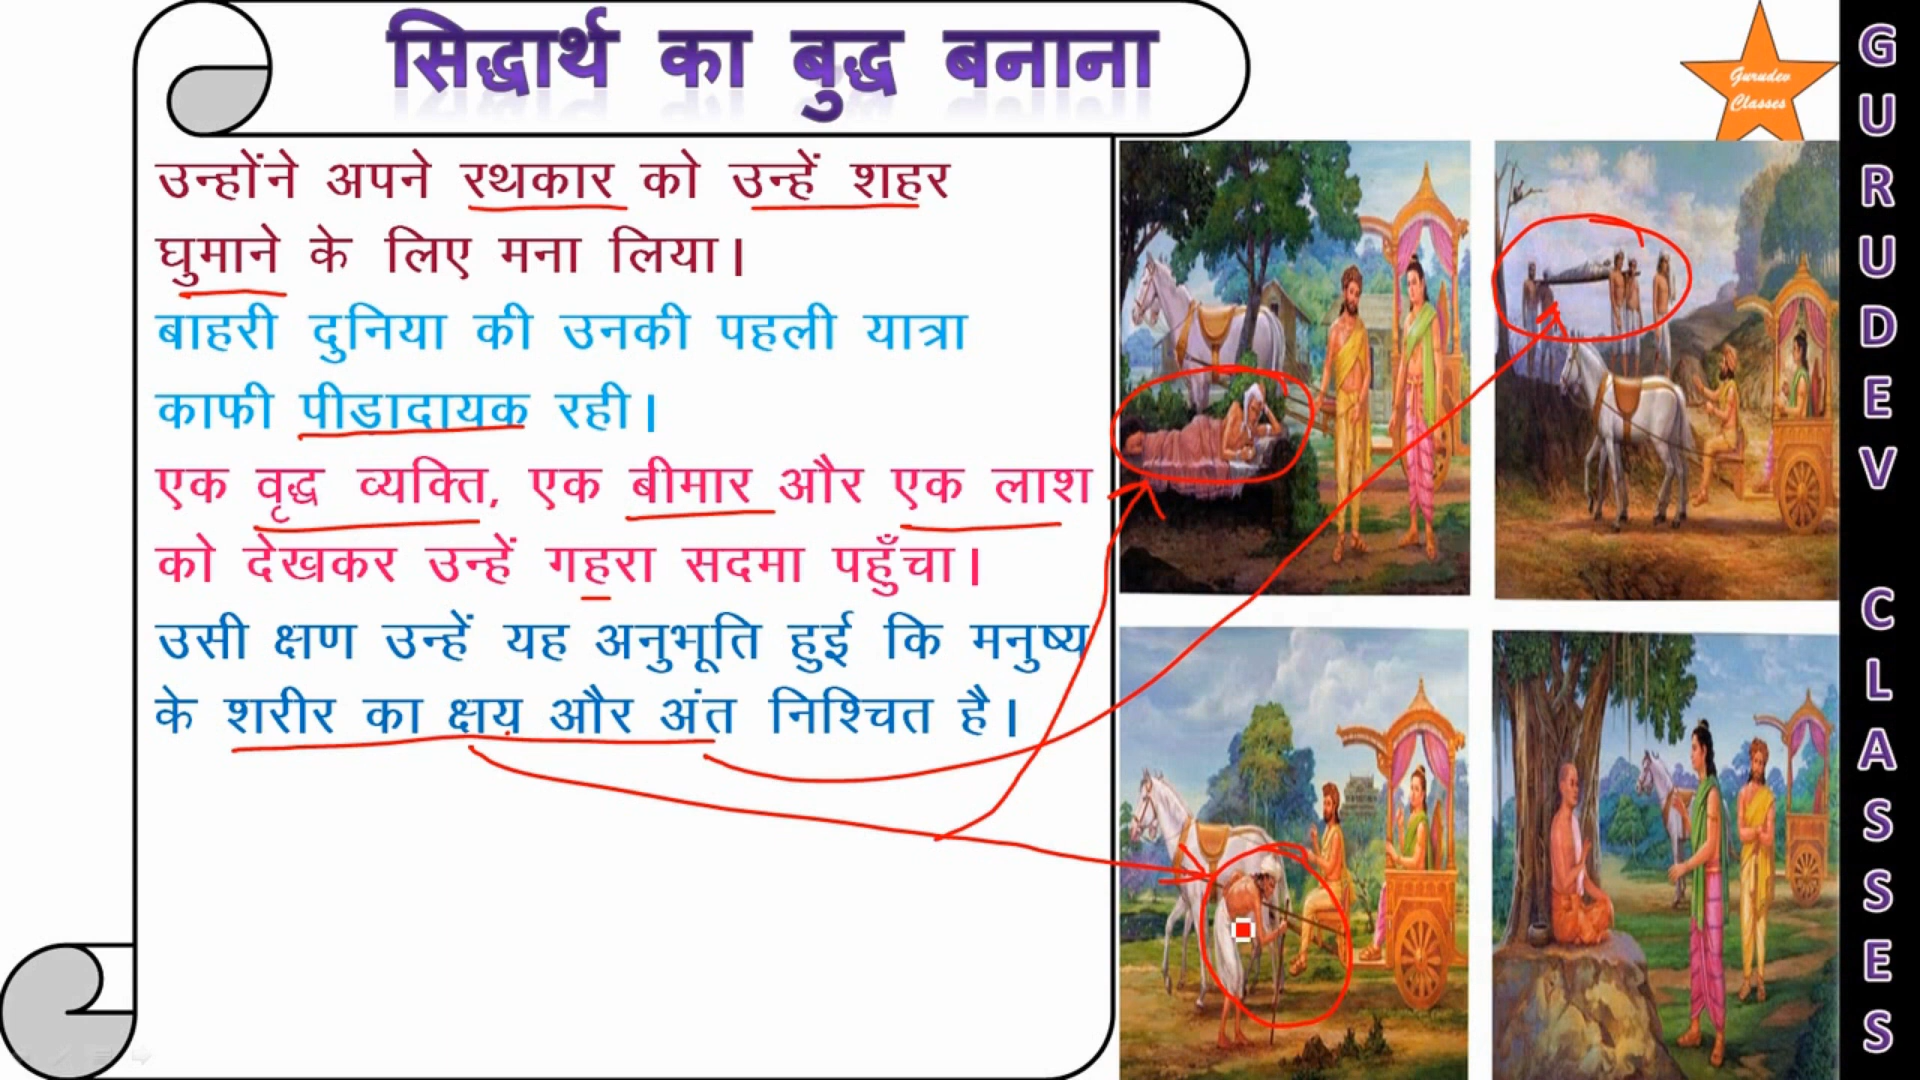 सिद्धार्थ का बुद्ध बनाना
Gurudev
Classes
उन्होंने अपने रथकार को उन्हें शहर
घुमाने के लिए मना लिया।
बाहरी दुनिया की उनकी पहली यात्रा
काफी पीडादायक रही।
एक वृद्ध व्यक्ति, एक बीमार और एक लाश
को देखकर उन्हें गहरा सदमा पहुँचा।
उसी क्षण उन्हें यह अनुभूति हुई कि मनुष्य
के शरीर का क्षय और अंत निश्चित है।
GURUDEV CLASSES